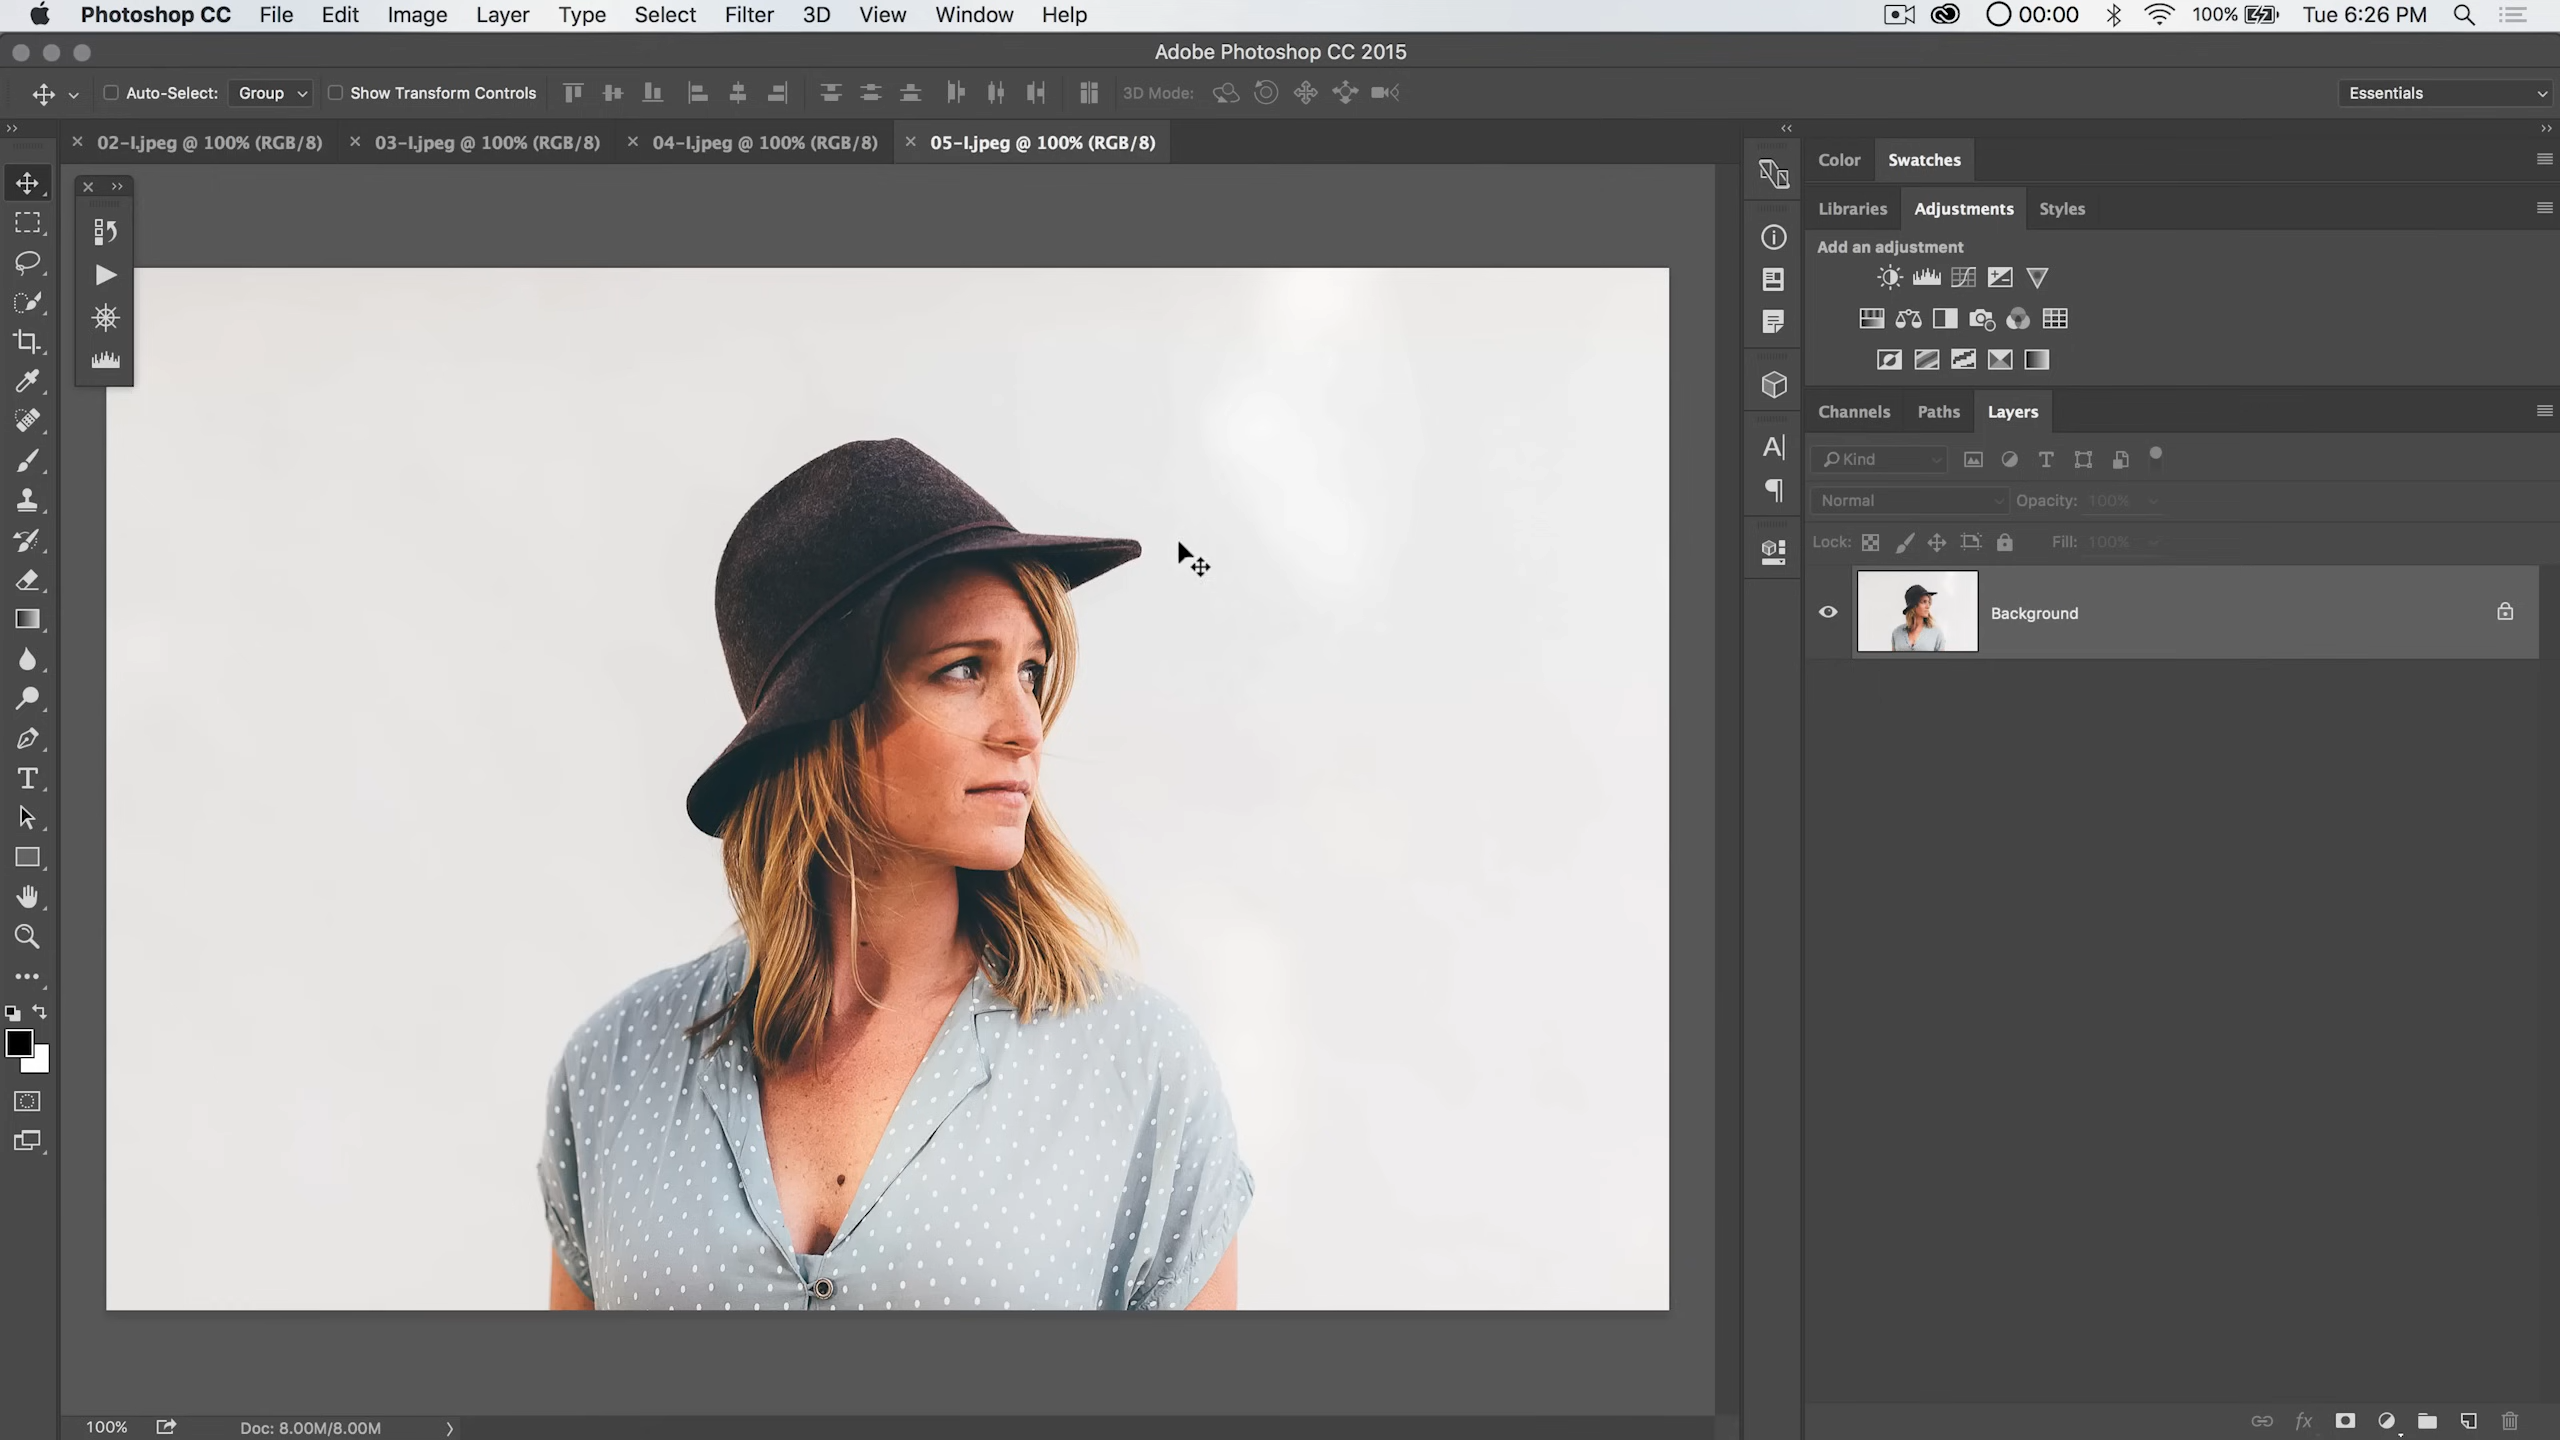 Photoshop CC File Edit Image Layer Type Select Filter 3D View Window Help 00:00 100% Tue 6:26 PM
Adobe Photoshop CC 2015
Auto-Select: Group Show Transform Controls 3D Mode: Essentials
02-l.jpeg @ 100% (RGB/8) 03-l.jpeg @ 100% (RGB/8) 04-l.jpeg @ 100% (RGB/8) 05-l.jpeg @ 100% (RGB/8)
Color Swatches
Libraries Adjustments Styles
Add an adjustment
Channels Paths Layers
Kind
Normal Opacity: 100%
Lock: Fill: 100%
Background
100% Doc: 8.00M/8.00M
fx